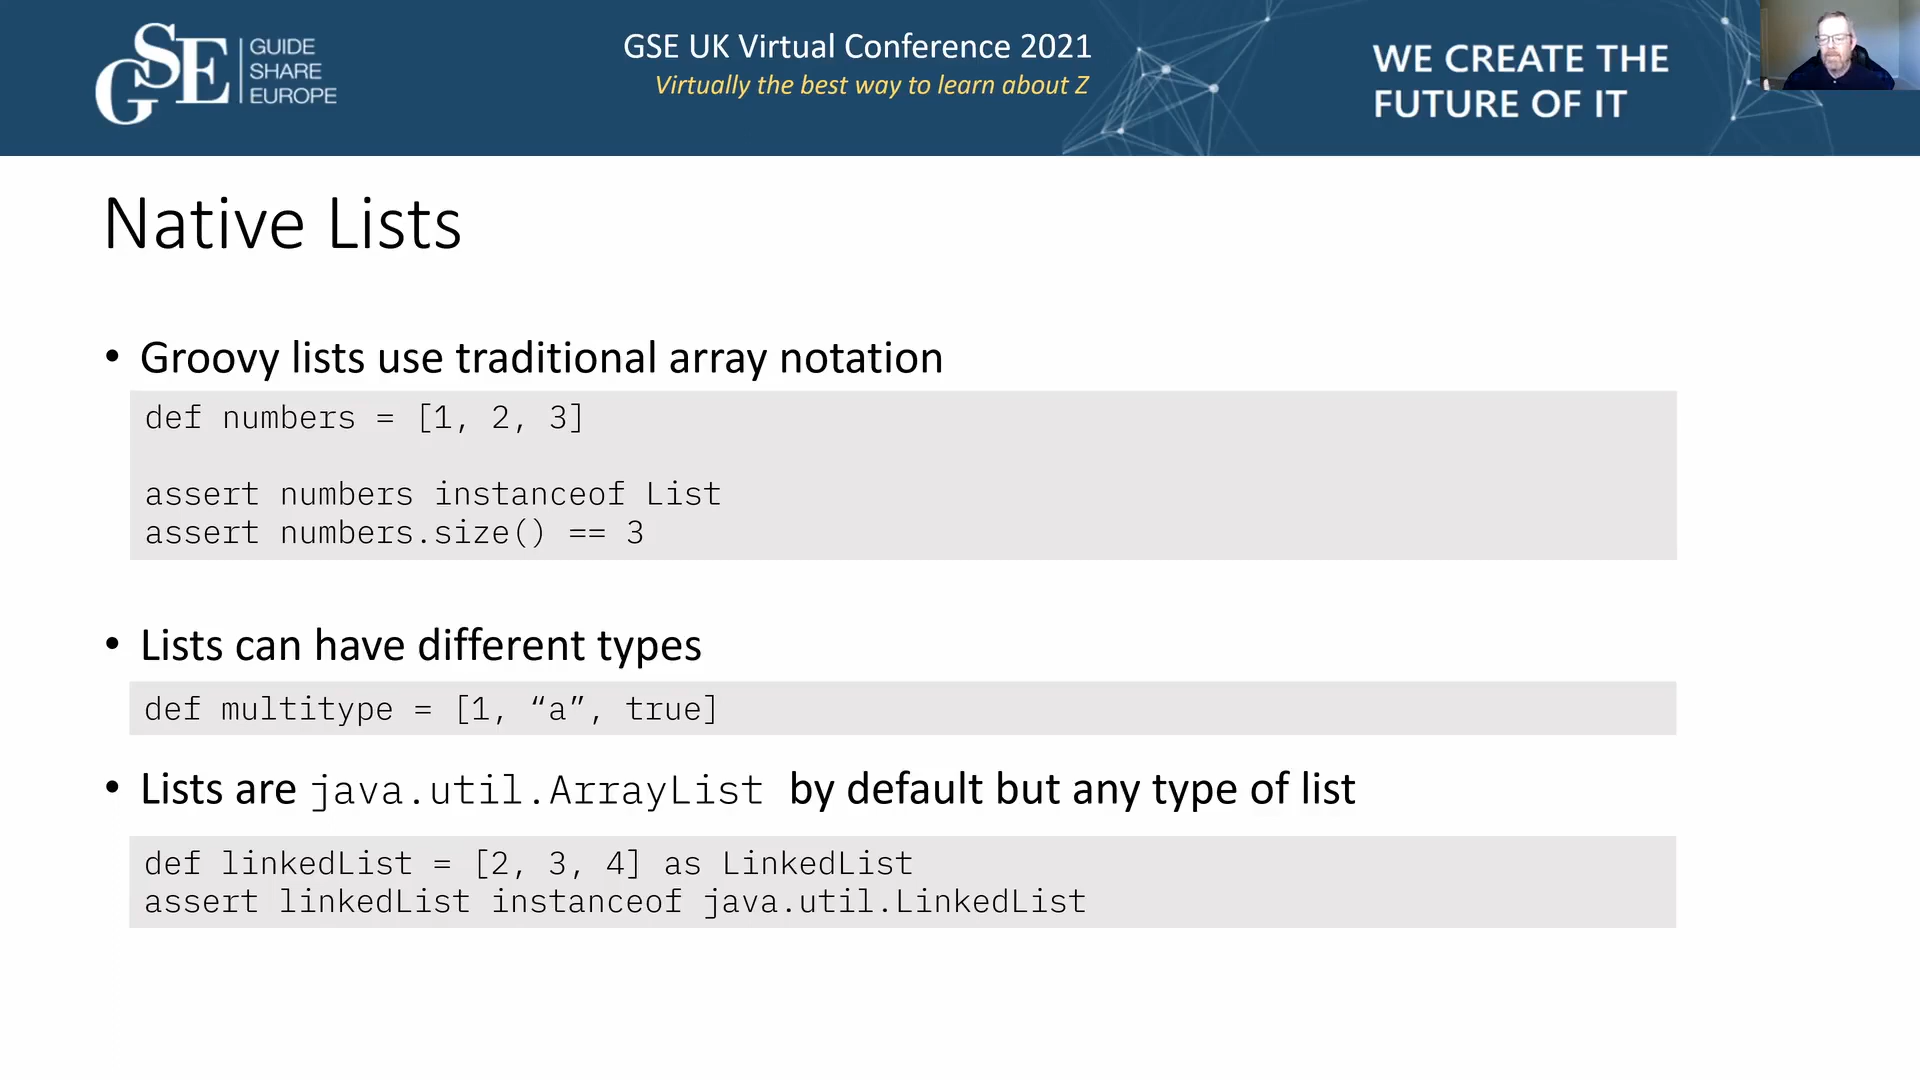 GSE
GUIDE
SHARE
EUROPE
GSE UK Virtual Conference 2021
Virtually the best way to learn about Z
WE CREATE THE
FUTURE OF IT
Native Lists
• Groovy lists use traditional array notation
def numbers = [1, 2, 3]
assert numbers instanceof List
assert numbers.size() == 3
• Lists can have different types
def multitype = [1, “a”, true]
• Lists are java.util.ArrayList by default but any type of list
def linkedList = [2, 3, 4] as LinkedList
assert linkedList instanceof java.util.LinkedList